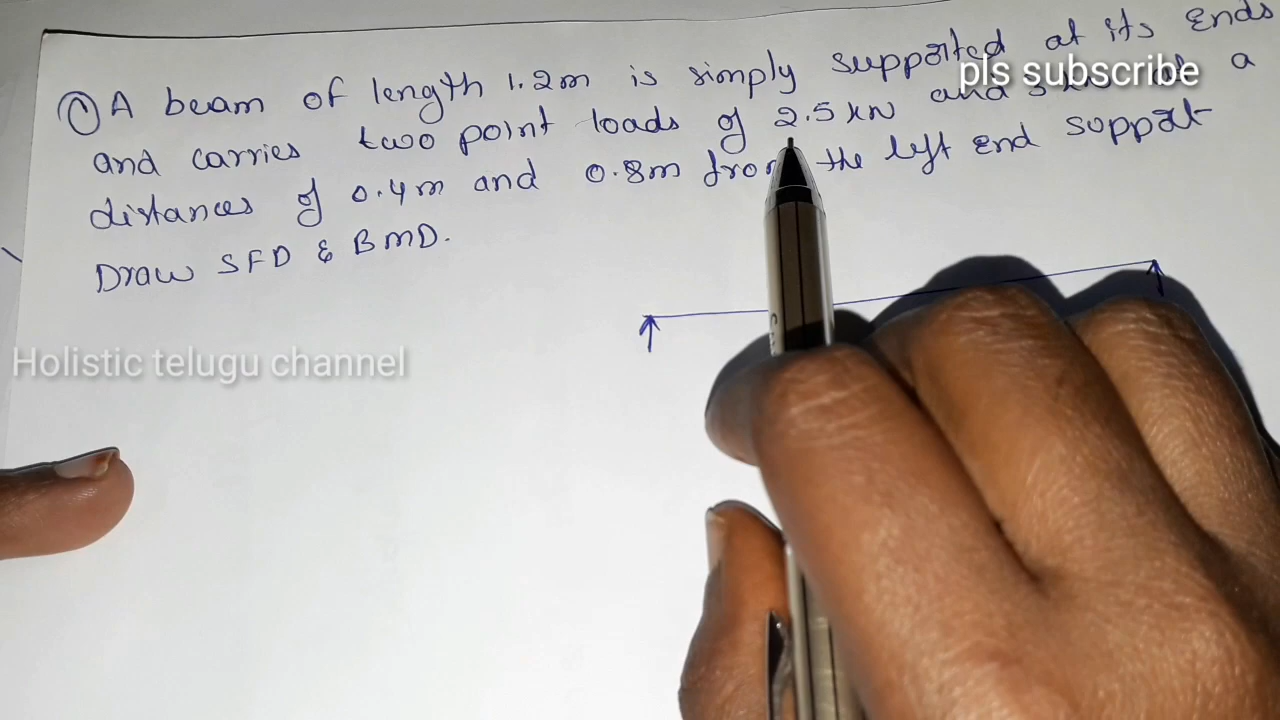 1) A beam of length 1.2m is simply supported at its Ends
pls subscribe
and carries two point loads of 2.5 kN and a
distances of 0.4m and 0.8m from the left End support
Draw SFD & BMD.
Holistic telugu channel